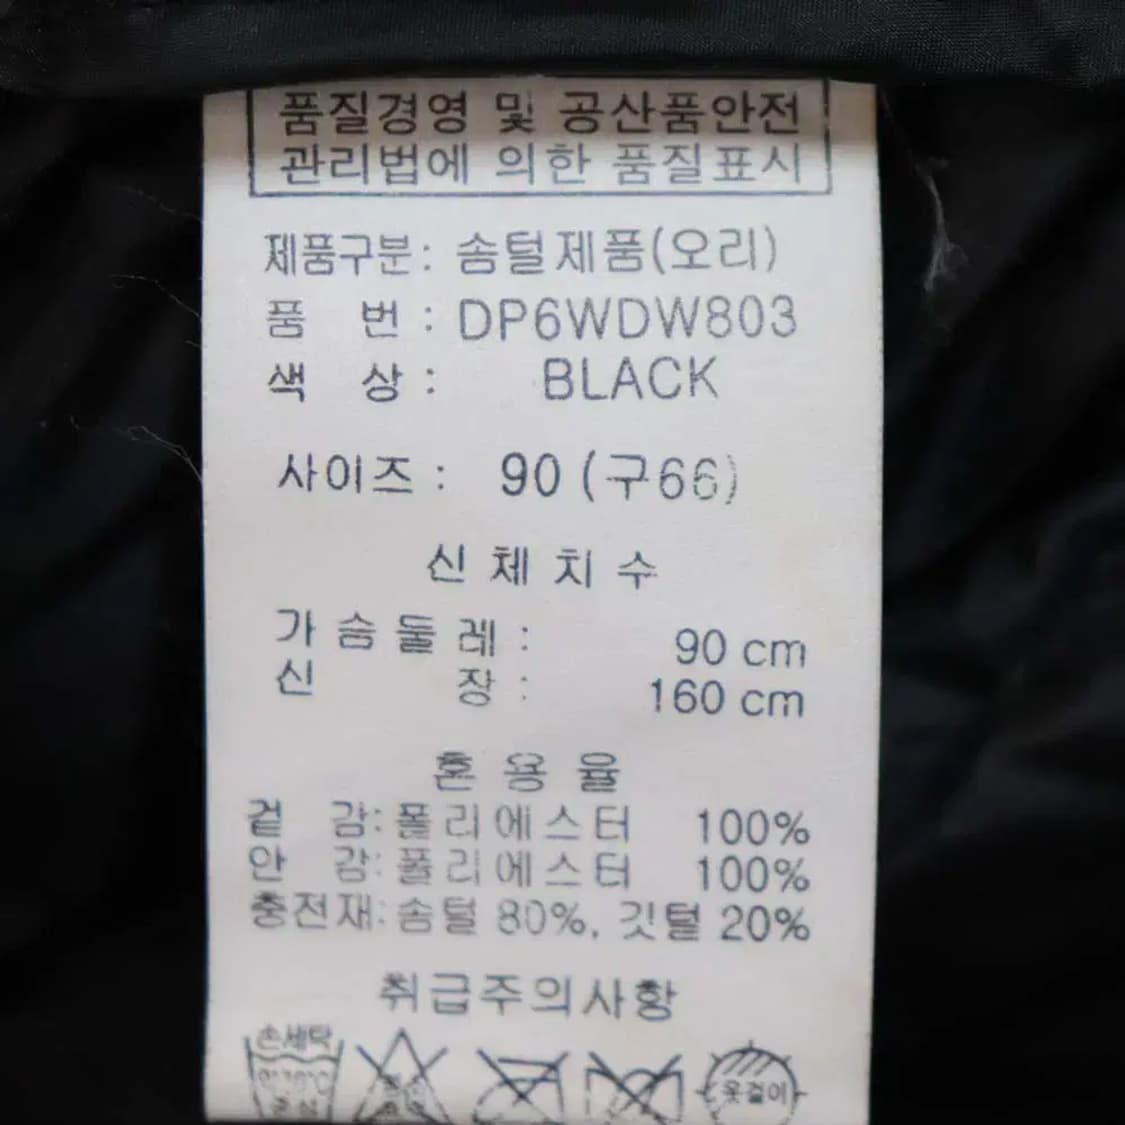 품질경영 및 공산품안전
관리법에 의한 품질표시
제품구분: 솜털제품(오리)
품 번 : DP6WDW803
색 상 : BLACK
사이즈 : 90 (구66)
신 체 치 수
가 슴 둘 레 : 90 cm
신 장 : 160 cm
혼 용 율
겉 감: 폴리에스터 100%
안 감: 폴리에스터 100%
충전재: 솜털 80%, 깃털 20%
취급주의사항
손세탁
옷걸이